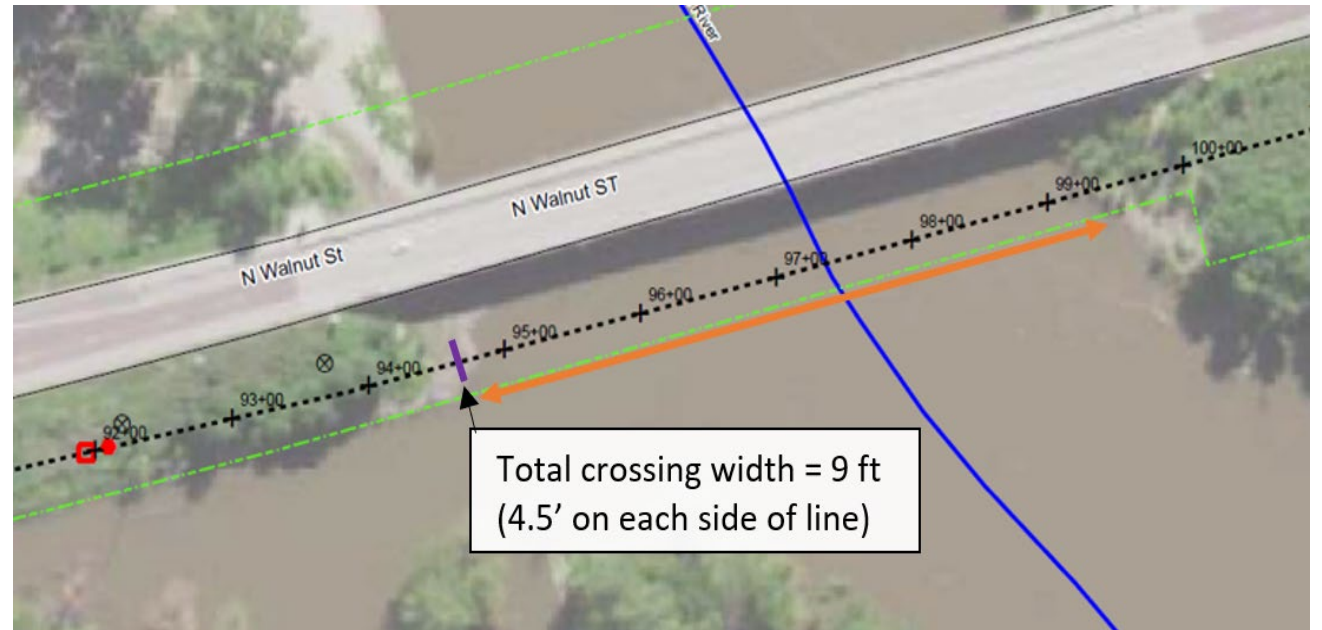 River
N Walnut ST
N Walnut St
100+00
99+00
98+00
97+00
96+00
95+00
94+00
93+00
92+00
Total crossing width = 9 ft
(4.5’ on each side of line)